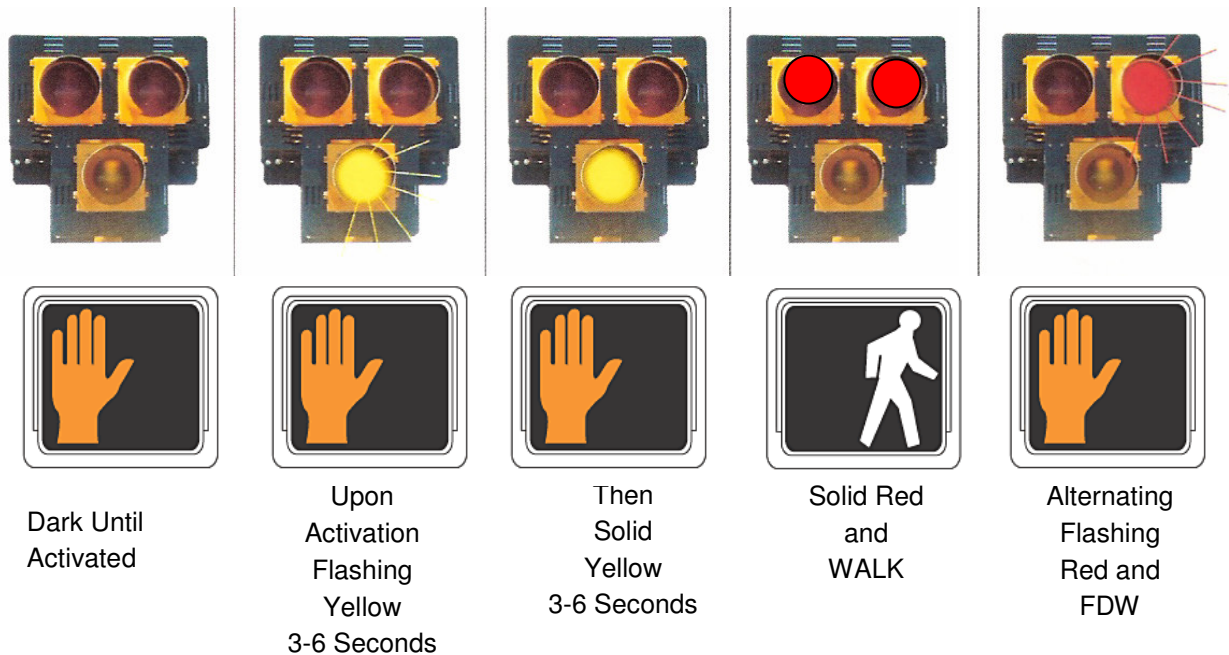 Dark Until
Activated
Upon
Activation
Flashing
Yellow
3-6 Seconds
Then
Solid
Yellow
3-6 Seconds
Solid Red
and
WALK
Alternating
Flashing
Red and
FDW